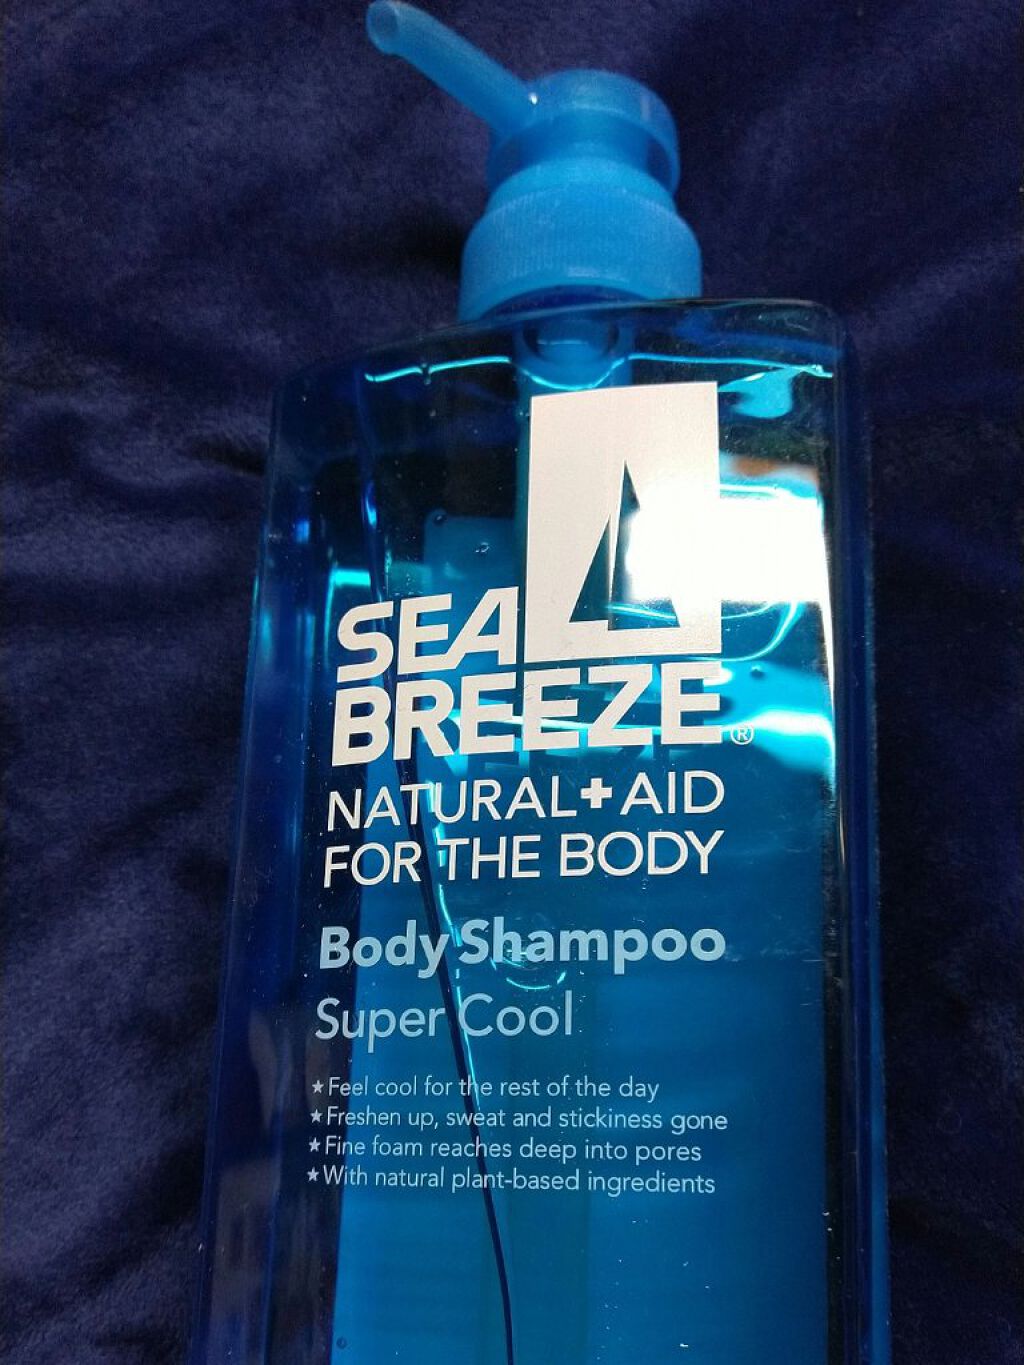 SEA
BREEZE®
NATURAL+AID
FOR THE BODY
Body Shampoo
Super Cool
★Feel cool for the rest of the day
★Freshen up, sweat and stickiness gone
★Fine foam reaches deep into pores
★With natural plant-based ingredients